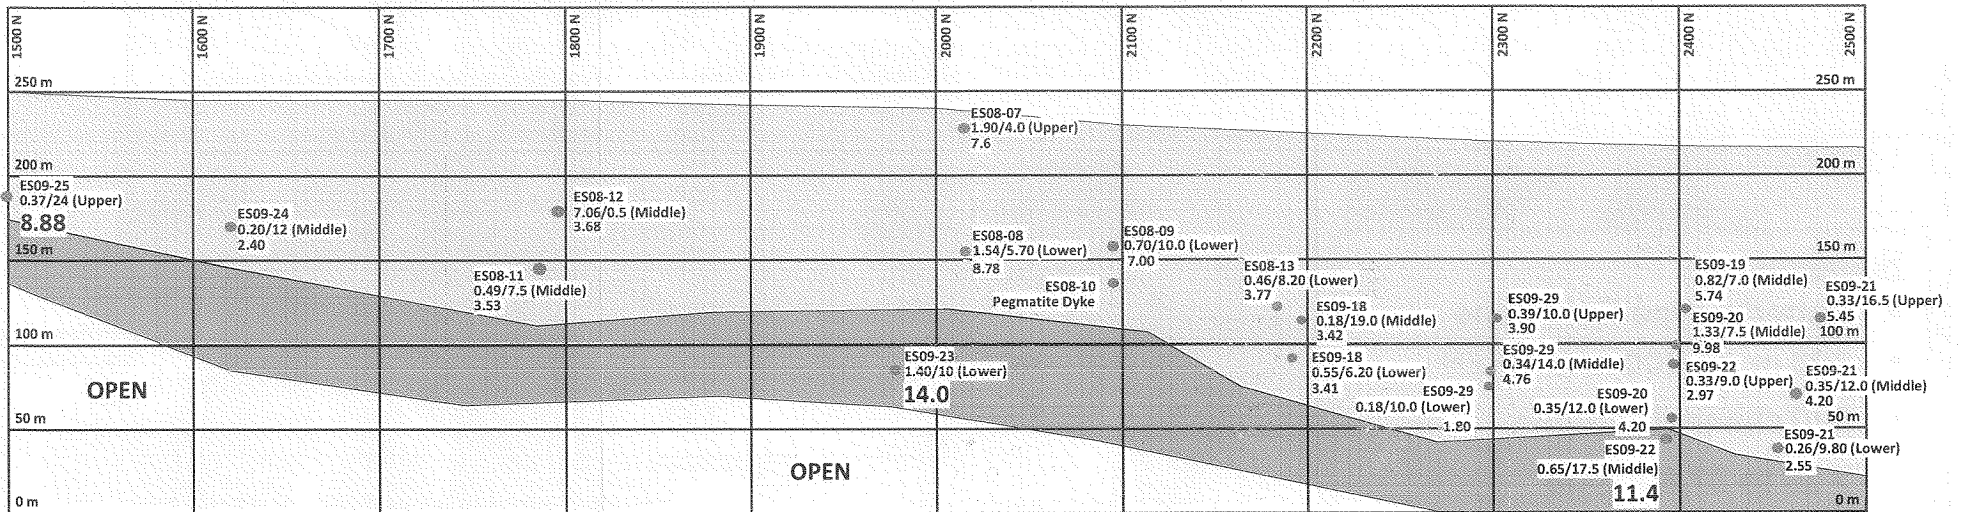 1500 N
1600 N
1700 N
1800 N
1900 N
2000 N
2100 N
2200 N
2300 N
2400 N
2500 N
250 m
250 m
200 m
200 m
150 m
150 m
100 m
100 m
50 m
50 m
0 m
0 m
ES09-25
0.37/24 (Upper)
8.88
ES09-24
0.20/12 (Middle)
2.40
ES08-12
7.06/0.5 (Middle)
3.68
ES08-11
0.49/7.5 (Middle)
3.53
ES08-07
1.90/4.0 (Upper)
7.6
ES08-08
1.54/5.70 (Lower)
8.78
ES08-09
0.70/10.0 (Lower)
7.00
ES08-10
Pegmatite Dyke
ES09-23
1.40/10 (Lower)
14.0
ES08-13
0.46/8.20 (Lower)
3.77
ES09-18
0.18/19.0 (Middle)
3.42
ES09-18
0.55/6.20 (Lower)
3.41
ES09-29
0.39/10.0 (Upper)
3.90
ES09-29
0.34/14.0 (Middle)
4.76
ES09-29
0.18/10.0 (Lower)
1.80
ES09-19
0.82/7.0 (Middle)
5.74
ES09-20
1.33/7.5 (Middle)
9.98
ES09-22
0.33/9.0 (Upper)
2.97
ES09-20
0.35/12.0 (Lower)
4.20
ES09-22
0.65/17.5 (Middle)
11.4
ES09-21
0.33/16.5 (Upper)
5.45
ES09-21
0.35/12.0 (Middle)
4.20
ES09-21
0.26/9.80 (Lower)
2.55
OPEN
OPEN